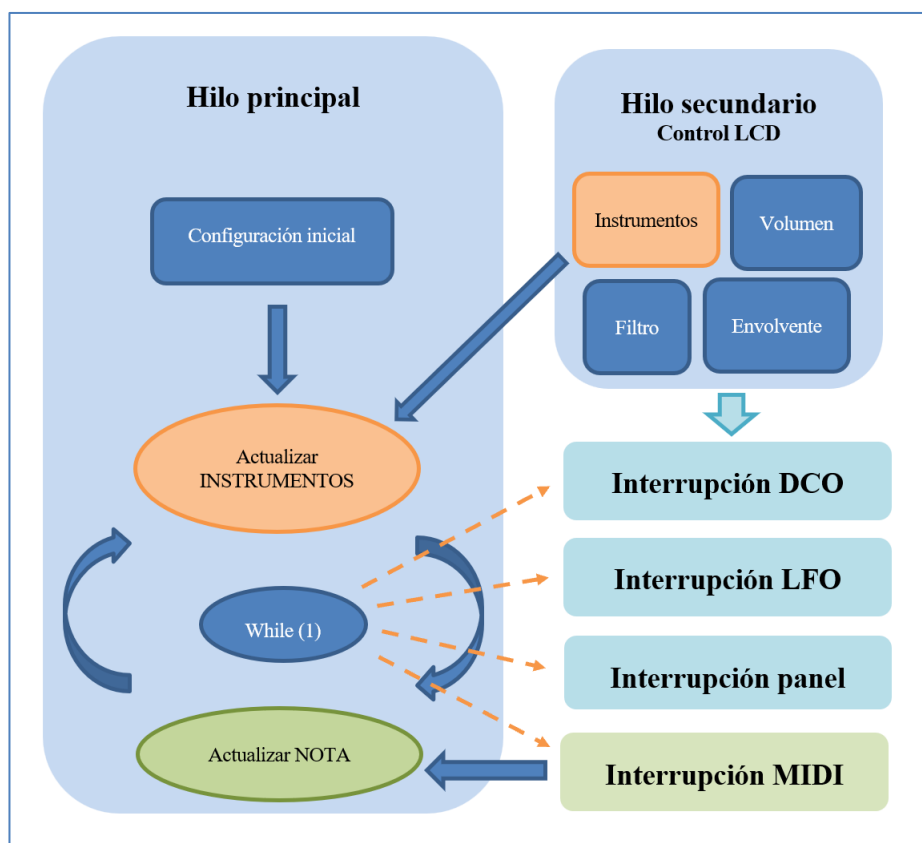 Hilo principal
Configuración inicial
Actualizar
INSTRUMENTOS
While (1)
Actualizar NOTA
Hilo secundario
Control LCD
Instrumentos
Volumen
Filtro
Envolvente
Interrupción DCO
Interrupción LFO
Interrupción panel
Interrupción MIDI